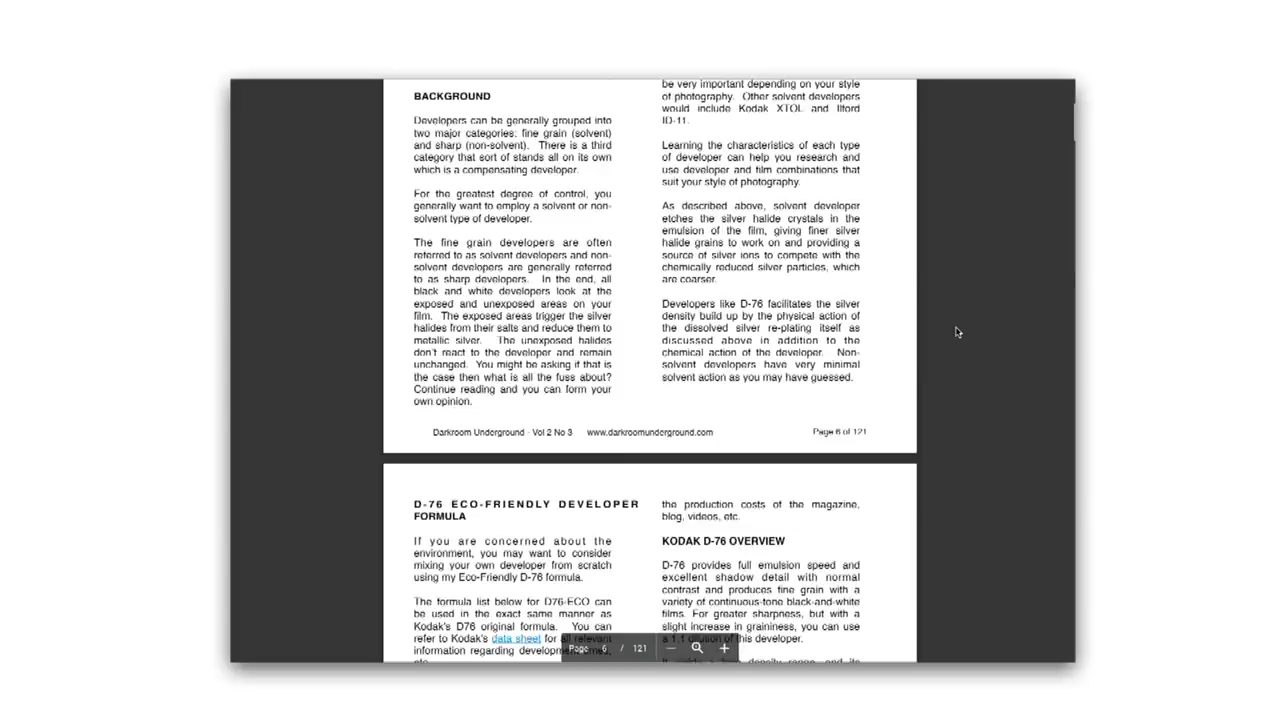 BACKGROUND
Developers can be generally grouped into
two major categories: fine grain (solvent)
and sharp (non-solvent). There is a third
category that sort of stands all on its own
which is a compensating developer.
For the greatest degree of control, you
generally want to employ a solvent or non-
solvent type of developer.
The fine grain developers are often
referred to as solvent developers and non-
solvent developers are generally referred
to as sharp developers. In the end, all
black and white developers look at the
exposed and unexposed areas on your
film. The exposed areas trigger the silver
halides from their salts and reduce them to
metallic silver. The unexposed halides
don't react to the developer and remain
unchanged. You might be asking if that is
the case then what is all the fuss about?
Continue reading and you can form your
own opinion.
be very important depending on your style
of photography. Other solvent developers
would include Kodak XTOL and Ilford
ID-11.
Learning the characteristics of each type
of developer can help you research and
use developer and film combinations that
suit your style of photography.
As described above, solvent developer
etches the silver halide crystals in the
emulsion of the film, giving finer silver
halide grains to work on and providing a
source of silver ions to compete with the
chemically reduced silver particles, which
are coarser.
Developers like D-76 facilitates the silver
density build up by the physical action of
the dissolved silver re-plating itself as
discussed above in addition to the
chemical action of the developer. Non-
solvent developers have very minimal
solvent action as you may have guessed.
Darkroom Underground - Vol 2 No 3 www.darkroomunderground.com Page 6 of 121
D-76 ECO-FRIENDLY DEVELOPER
FORMULA
If you are concerned about the
environment, you may want to consider
mixing your own developer from scratch
using my Eco-Friendly D-76 formula.
The formula list below for D76-ECO can
be used in the exact same manner as
Kodak's D76 original formula. You can
refer to Kodak's data sheet for all relevant
information regarding development times,
the production costs of the magazine,
blog, videos, etc.
KODAK D-76 OVERVIEW
D-76 provides full emulsion speed and
excellent shadow detail with normal
contrast and produces fine grain with a
variety of continuous-tone black-and-white
films. For greater sharpness, but with a
slight increase in graininess, you can use
a 1:1 dilution of this developer.
Page 6 / 121